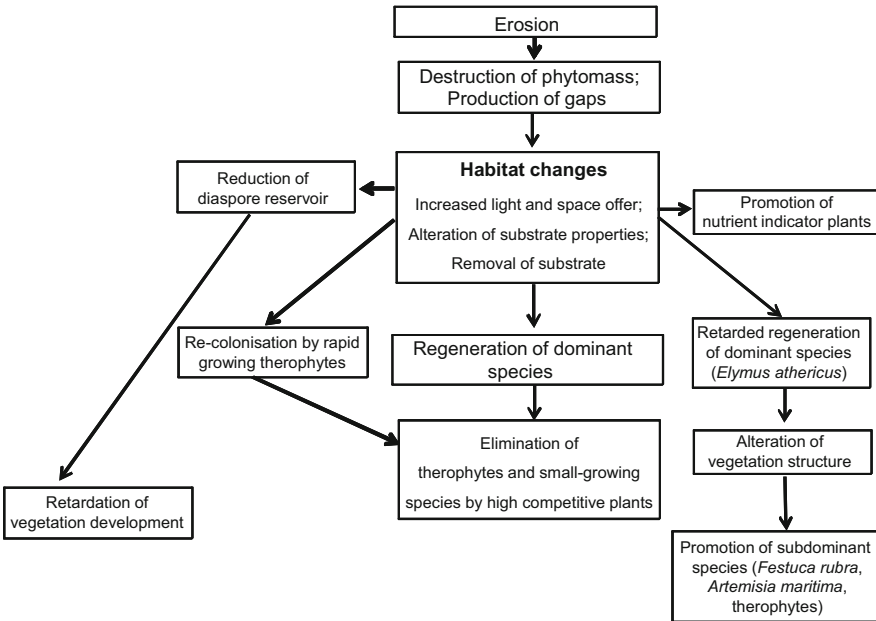 Erosion
Destruction of phytomass;
Production of gaps
Habitat changes
Increased light and space offer;
Alteration of substrate properties;
Removal of substrate
Reduction of
diaspore reservoir
Promotion of
nutrient indicator plants
Re-colonisation by rapid
growing therophytes
Regeneration of dominant
species
Retarded regeneration
of dominant species
(Elymus athericus)
Elimination of
therophytes and small-growing
species by high competitive plants
Alteration of
vegetation structure
Retardation of
vegetation development
Promotion of subdominant
species (Festuca rubra,
Artemisia maritima,
therophytes)